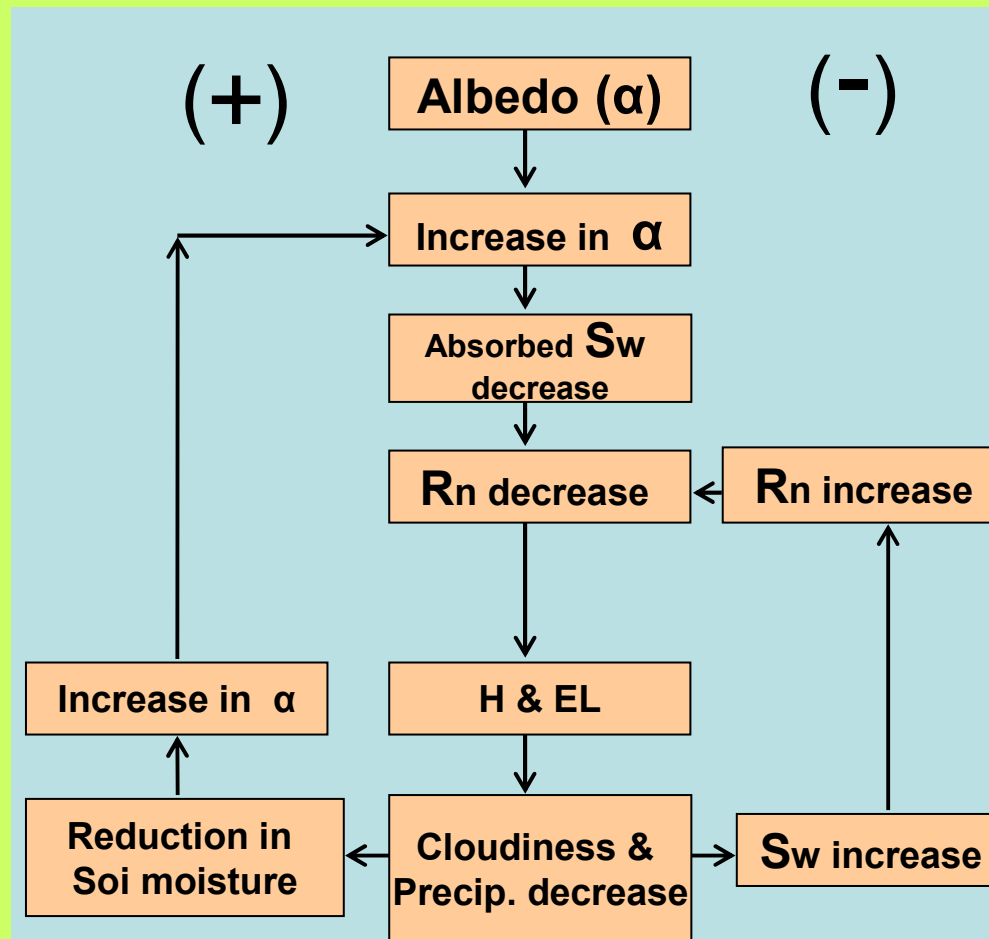 (+)
Albedo (α)
(-)
Increase in α
Absorbed Sw
decrease
Rn decrease
Rn increase
Increase in α
H & EL
Reduction in
Soi moisture
Cloudiness &
Precip. decrease
Sw increase